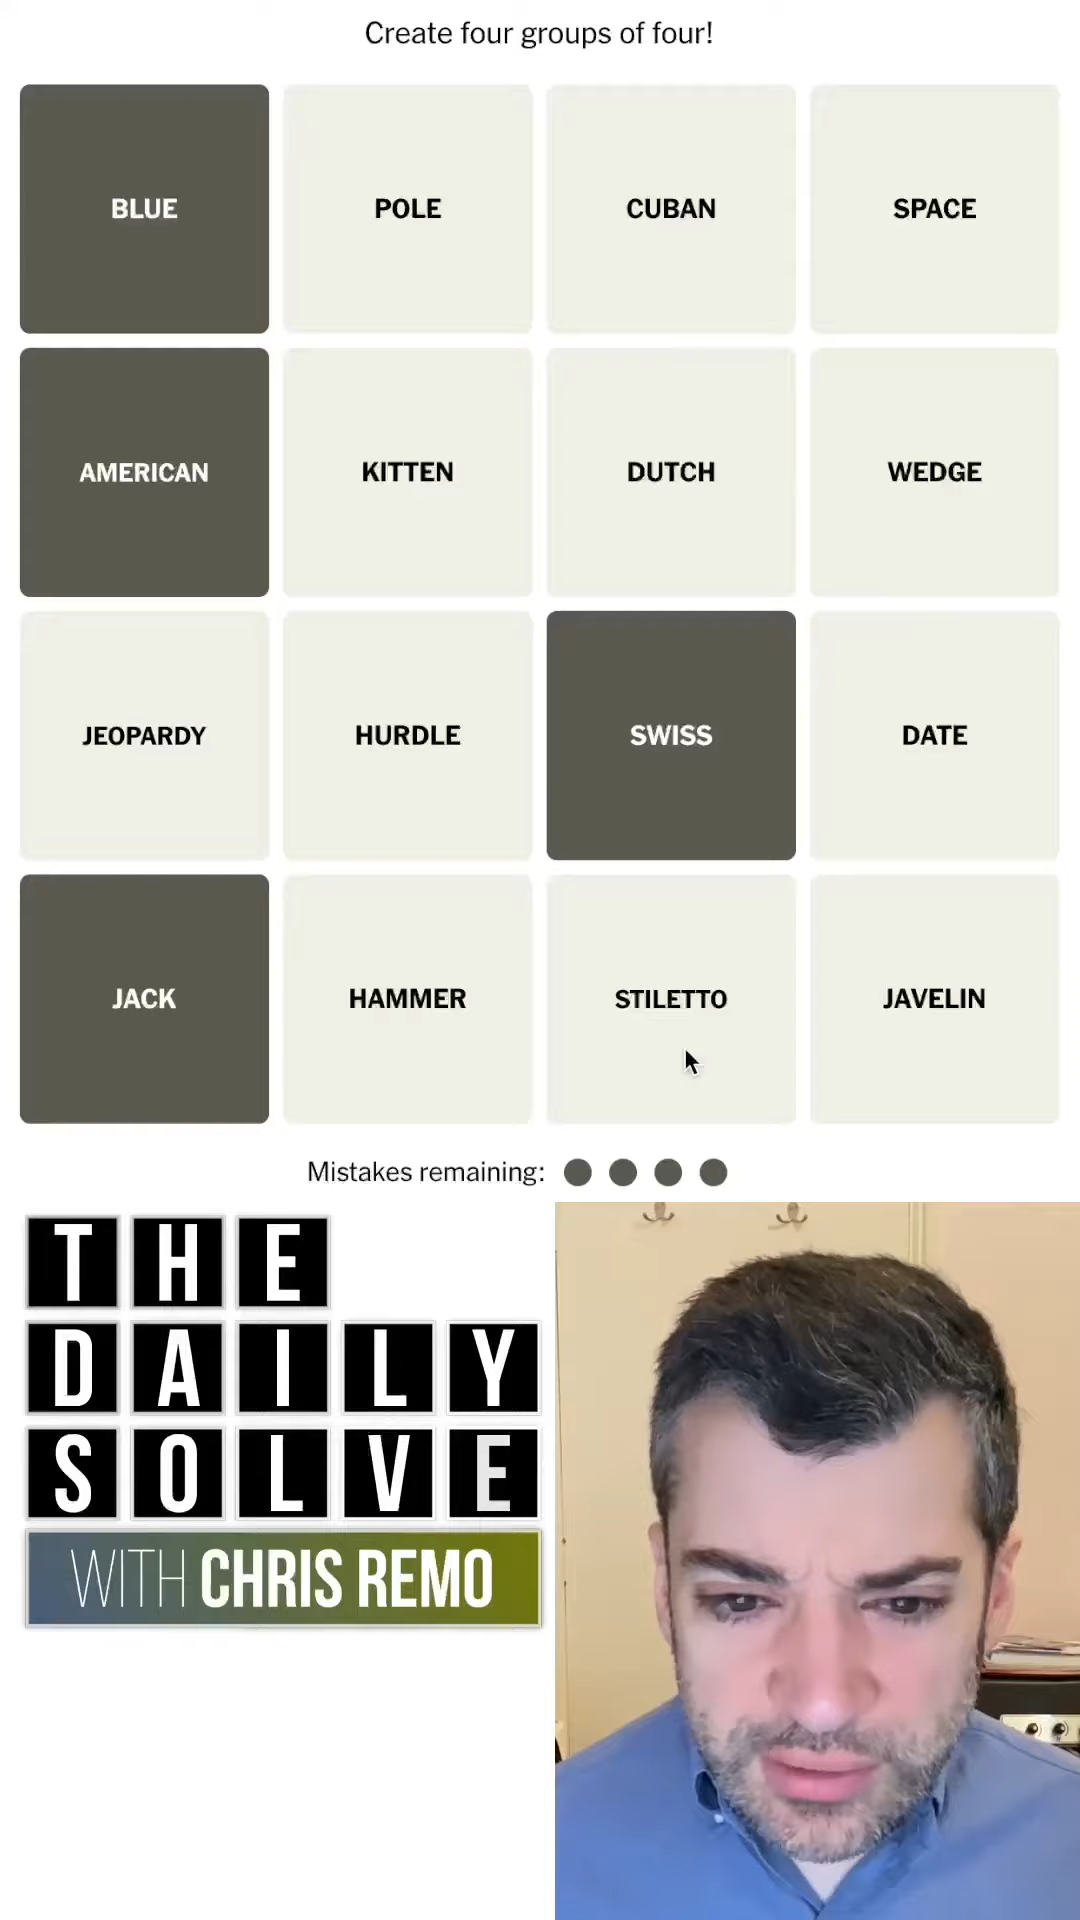 Create four groups of four!
BLUE POLE CUBAN SPACE
AMERICAN KITTEN DUTCH WEDGE
JEOPARDY HURDLE SWISS DATE
JACK HAMMER STILETTO JAVELIN
Mistakes remaining:
THE
DAILY
SOLVE
WITH CHRIS REMO